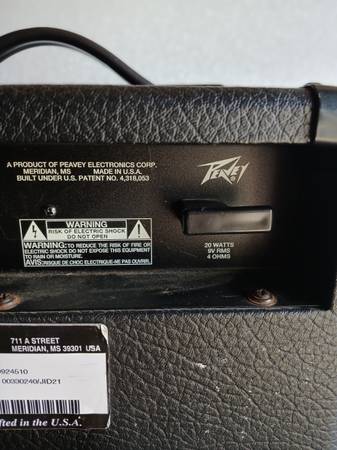 A PRODUCT OF PEAVEY ELECTRONICS CORP.
MERIDIAN, MS MADE IN U.S.A.
BUILT UNDER U.S. PATENT NO. 4,318,053
PEAVEY
®
WARNING
RISK OF ELECTRIC SHOCK
DO NOT OPEN
WARNING: TO REDUCE THE RISK OF FIRE OR
ELECTRIC SHOCK DO NOT EXPOSE THIS EQUIPMENT
TO RAIN OR MOISTURE.
AVIS: RISQUE DE CHOC ELECTRIQUE-NE PAS OUVRIR.
20 WATTS
9V RMS
4 OHMS
711 A STREET
MERIDIAN, MS 39301 USA
0924510
00990240/JID21
fted in the U.S.A.